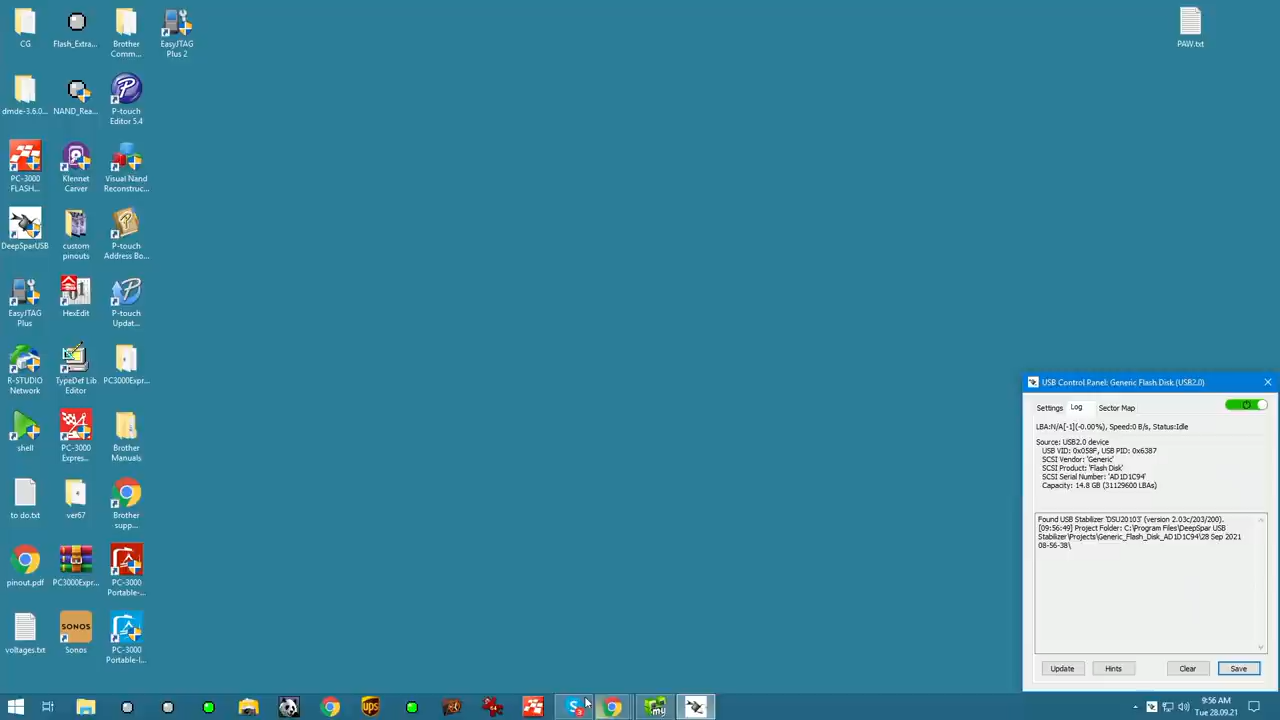 CG
Flash_Extra...
Brother
Comm...
EasyJTAG
Plus 2
PAW.txt
dmde-3.6.0...
NAND_Rea...
P-touch
Editor 5.4
PC-3000
FLASH...
Klennet
Carver
Visual Nand
Reconstruc...
DeepSparUSB
custom
pinouts
P-touch
Address Bo...
EasyJTAG
Plus
HexEdit
P-touch
Updat...
R-STUDIO
Network
TypeDef Lib
Editor
PC3000Expr...
shell
PC-3000
Expres...
Brother
Manuals
to do.txt
ver67
Brother
supp...
pinout.pdf
PC3000Expr...
PC-3000
Portable-...
voltages.txt
SONOS
Sonos
PC-3000
Portable-I...
USB Control Panel: Generic Flash Disk (USB2.0)
Settings
Log
Sector Map
LBA:N/A[-1](-0.00%), Speed:0 B/s, Status:Idle
Source: USB2.0 device
USB VID: 0x058F, USB PID: 0x6387
SCSI Vendor: 'Generic'
SCSI Product: 'Flash Disk'
SCSI Serial Number: 'AD1D1C94'
Capacity: 14.8 GB (31129600 LBAs)
Found USB Stabilizer 'DSU20103' (version 2.03c/203/200).
[09:56:49] Project Folder: C:\Program Files\DeepSpar USB
Stabilizer\Projects\Generic_Flash_Disk_AD1D1C94\28 Sep 2021
08-56-38\
Update
Hints
Clear
Save
ups
64
S
3
my
9:56 AM
Tue 28.09.21